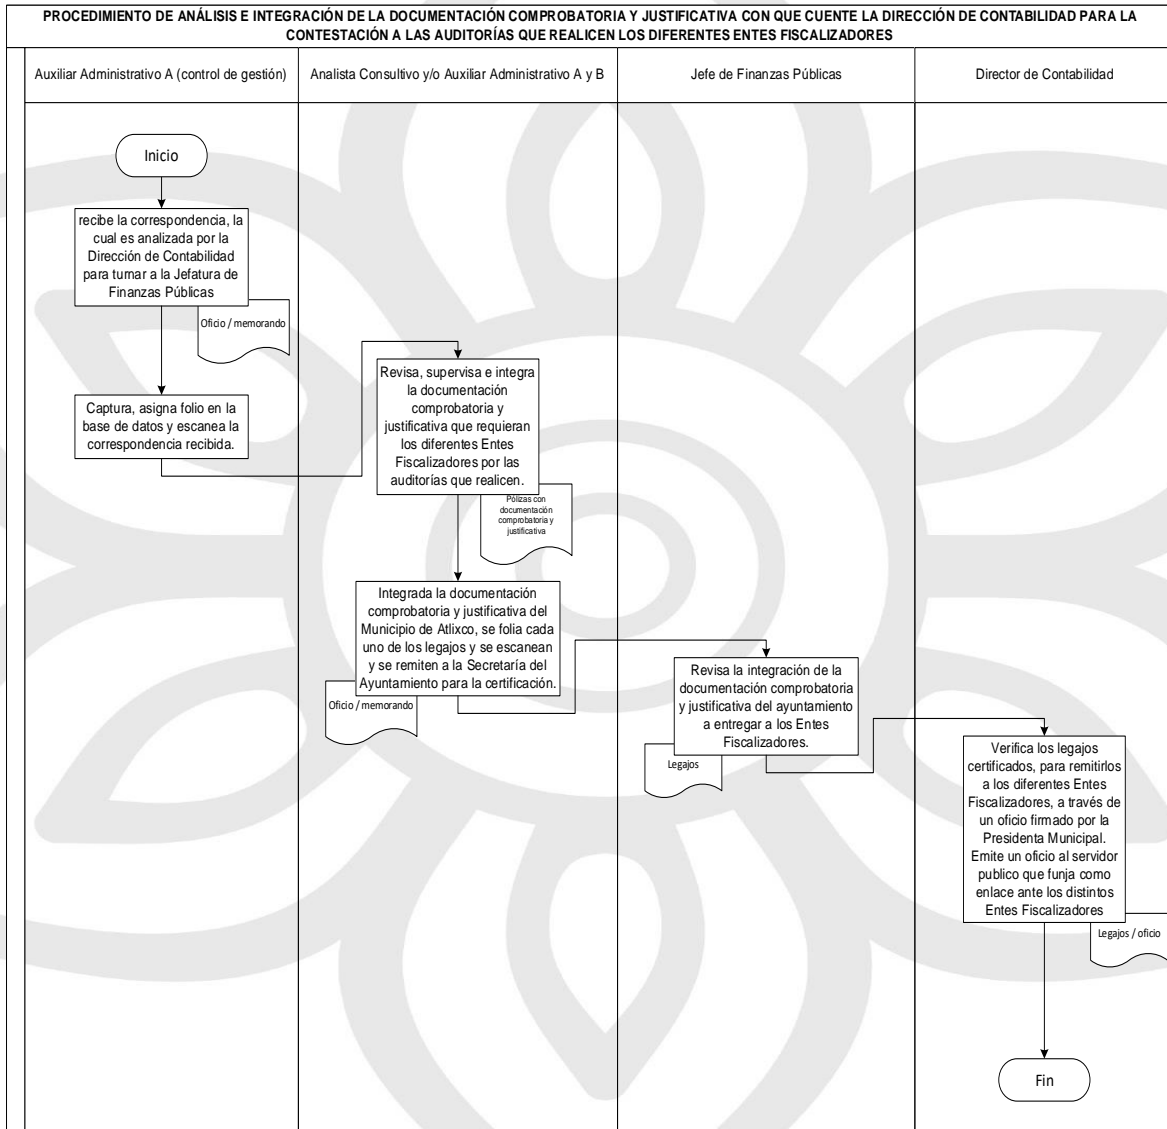 PROCEDIMIENTO DE ANÁLISIS E INTEGRACIÓN DE LA DOCUMENTACIÓN COMPROBATORIA Y JUSTIFICATIVA CON QUE CUENTE LA DIRECCIÓN DE CONTABILIDAD PARA LA
CONTESTACIÓN A LAS AUDITORÍAS QUE REALICEN LOS DIFERENTES ENTES FISCALIZADORES
Auxiliar Administrativo A (control de gestión)
Analista Consultivo y/o Auxiliar Administrativo A y B
Jefe de Finanzas Públicas
Director de Contabilidad
Inicio
recibe la correspondencia, la
cual es analizada por la
Dirección de Contabilidad
para turnar a la Jefatura de
Finanzas Públicas
Oficio / memorando
Captura, asigna folio en la
base de datos y escanea la
correspondencia recibida.
Revisa, supervisa e integra
la documentación
comprobatoria y
justificativa que requieran
los diferentes Entes
Fiscalizadores por las
auditorías que realicen.
Pólizas con
documentación
comprobatoria y
justificativa
Integrada la documentación
comprobatoria y justificativa del
Municipio de Atlixco, se folia cada
uno de los legajos y se escanean
y se remiten a la Secretaría del
Ayuntamiento para la certificación.
Oficio / memorando
Revisa la integración de la
documentación comprobatoria
y justificativa del ayuntamiento
a entregar a los Entes
Fiscalizadores.
Legajos
Verifica los legajos
certificados, para remitirlos
a los diferentes Entes
Fiscalizadores, a través de
un oficio firmado por la
Presidenta Municipal.
Emite un oficio al servidor
publico que funja como
enlace ante los distintos
Entes Fiscalizadores
Legajos / oficio
Fin